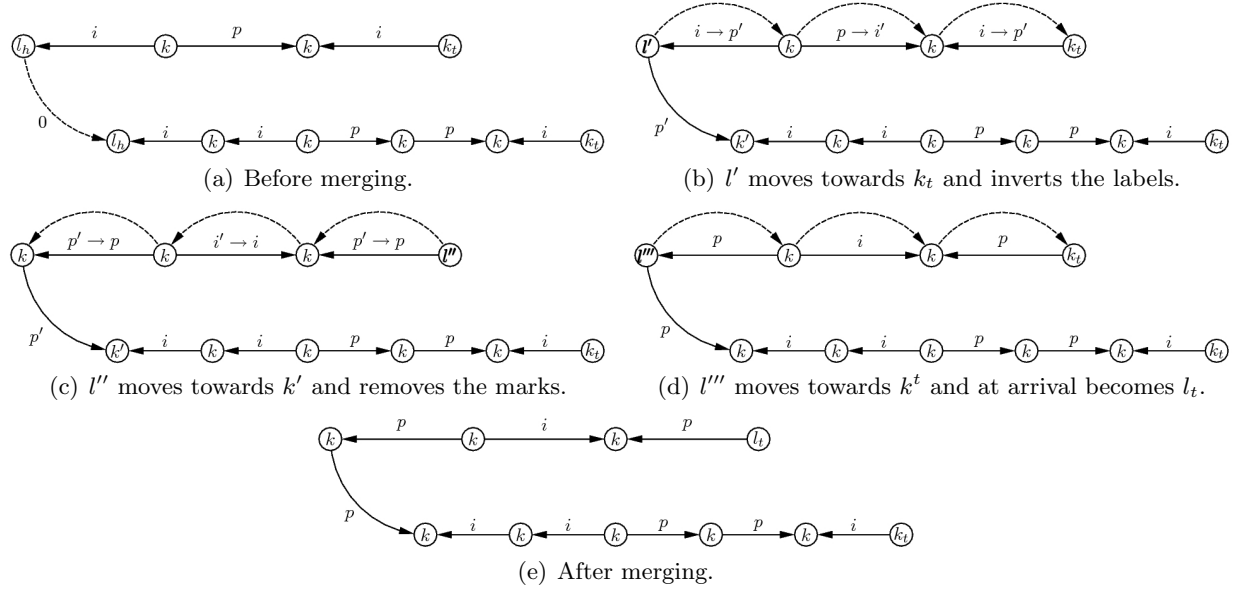 i p i
l_h k k k_t
0
i i p p i
l_h k k k k k_t
(a) Before merging.
i → p′ p → i′ i → p′
l′ k k k_t
p′
i i p p i
k′ k k k k k_t
(b) l′ moves towards k_t and inverts the labels.
p′ → p i′ → i p′ → p
k k k l″
p′
i i p p i
k′ k k k k k_t
(c) l″ moves towards k′ and removes the marks.
p i p
l‴ k k k_t
p
i i p p i
k k k k k k_t
(d) l‴ moves towards k^t and at arrival becomes l_t.
p i p
k k k l_t
p
i i p p i
k k k k k k_t
(e) After merging.